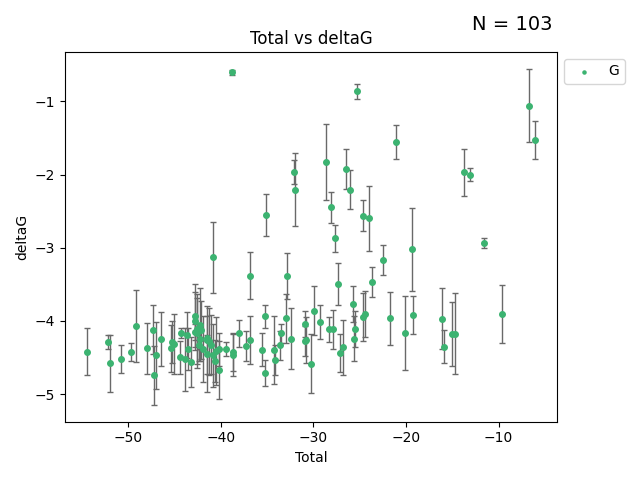 N = 103
Total vs deltaG
G
deltaG
−1
−2
−3
−4
−5
−50 −40 −30 −20 −10
Total